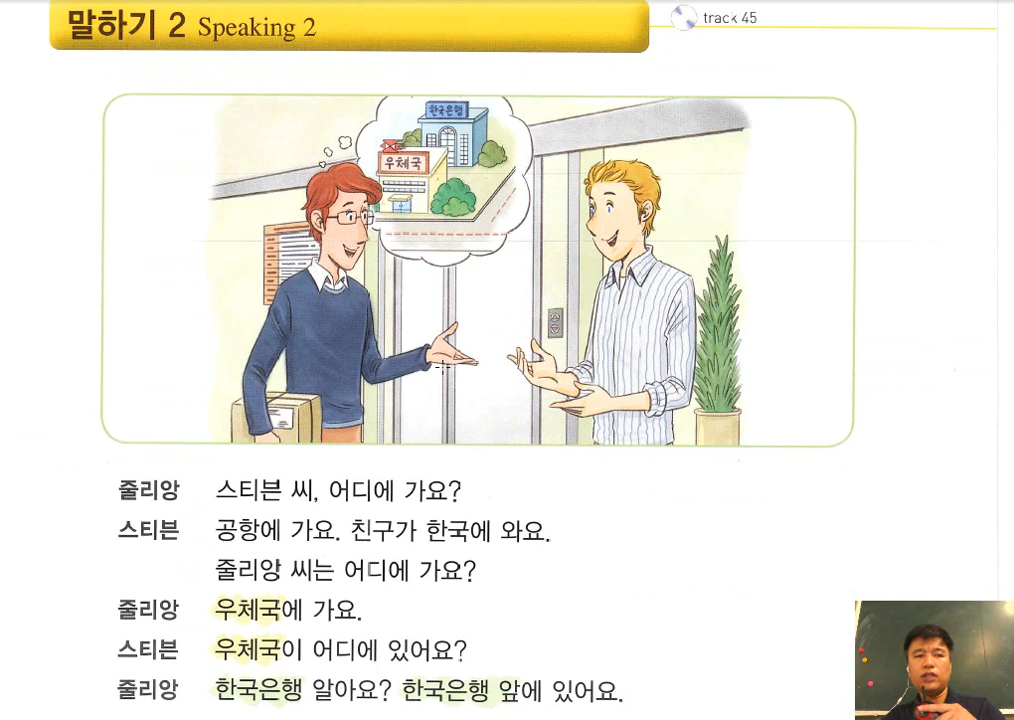 말하기 2 Speaking 2
track 45
한국은행
우체국
줄리앙 스티븐 씨, 어디에 가요?
스티븐 공항에 가요. 친구가 한국에 와요.
줄리앙 씨는 어디에 가요?
줄리앙 우체국에 가요.
스티븐 우체국이 어디에 있어요?
줄리앙 한국은행 알아요? 한국은행 앞에 있어요.